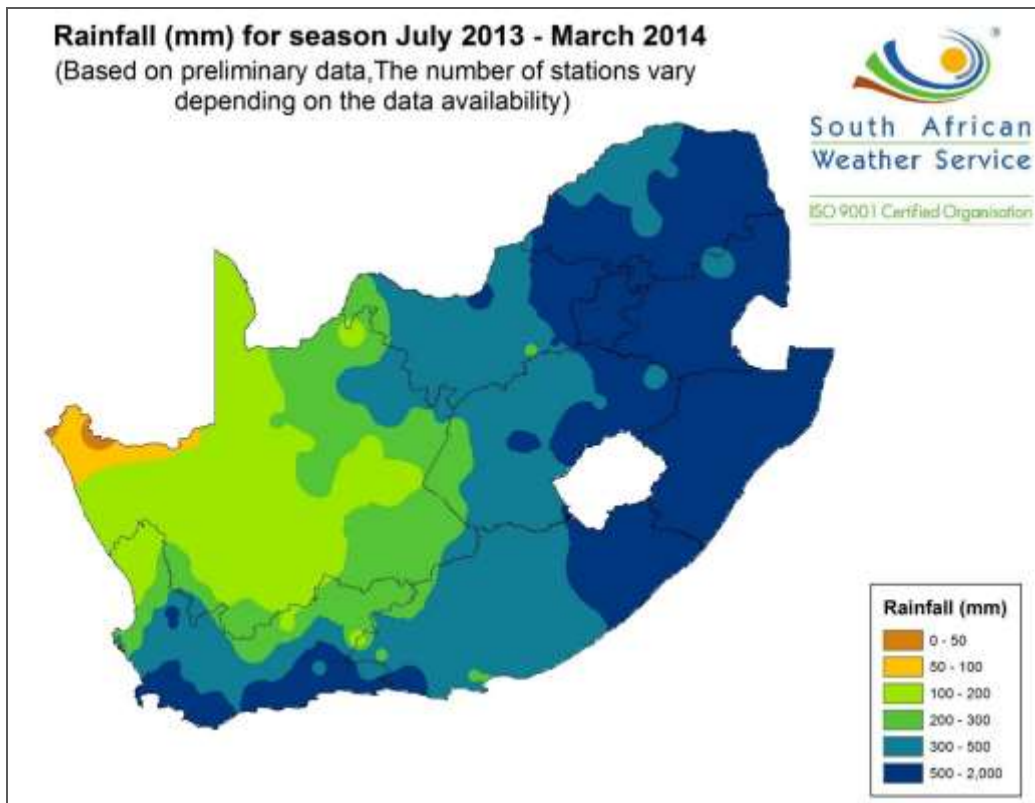 Rainfall (mm) for season July 2013 - March 2014
(Based on preliminary data,The number of stations vary
depending on the data availability)
®
South African
Weather Service
ISO 9001 Certified Organisation
Rainfall (mm)
0 - 50
50 - 100
100 - 200
200 - 300
300 - 500
500 - 2,000